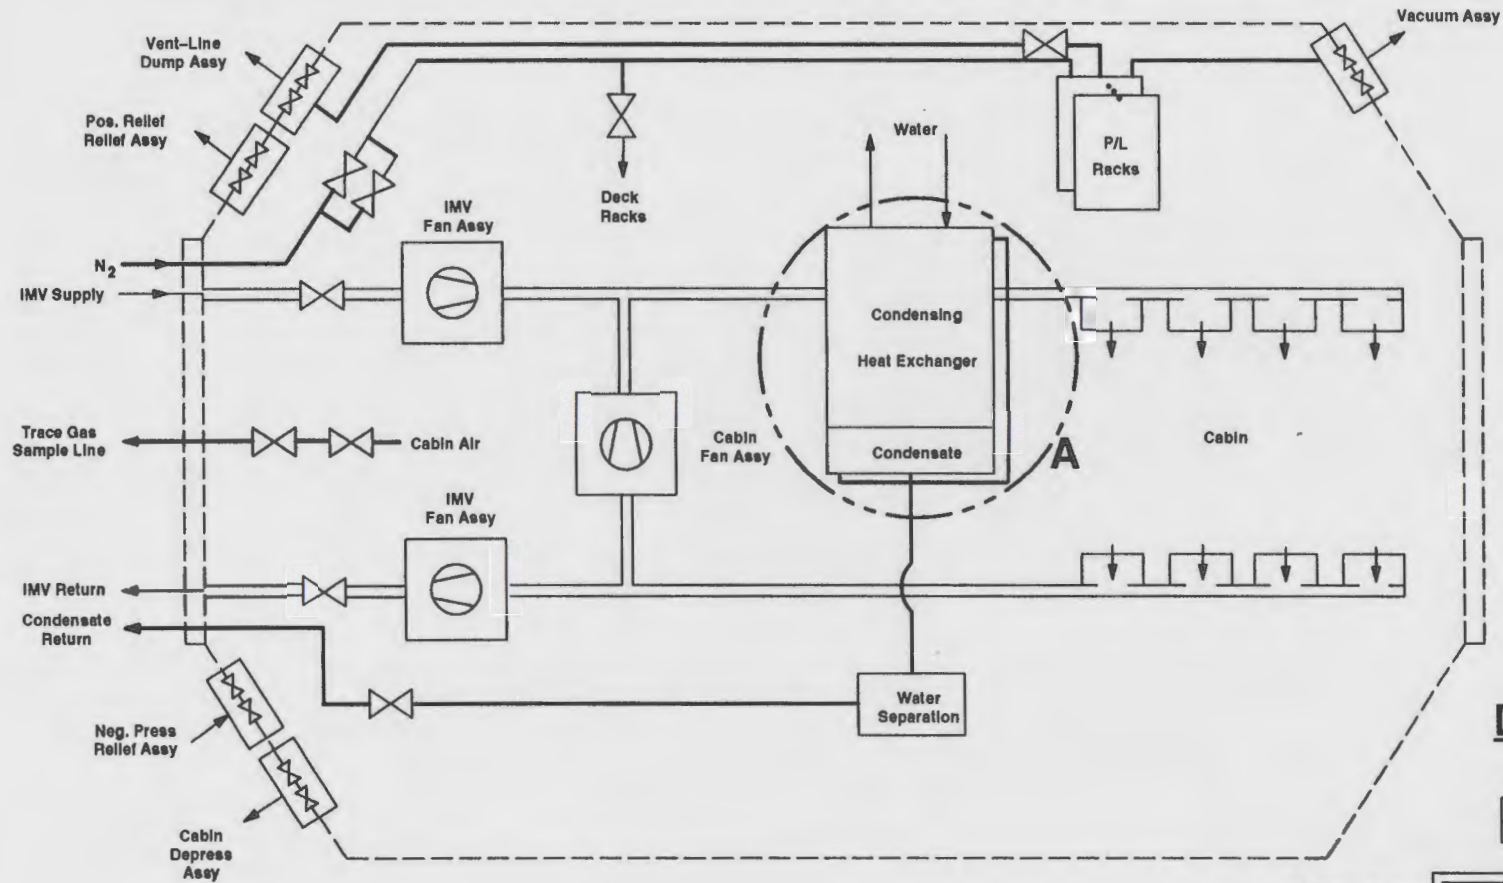 Vent–Line
Dump Assy
Vacuum Assy
Pos. Relief
Relief Assy
Water
P/L
Racks
Deck
Racks
IMV
Fan Assy
N2
IMV Supply
Condensing
Heat Exchanger
Trace Gas
Sample Line
Cabin Air
Cabin
Fan Assy
Condensate
A
Cabin
IMV
Fan Assy
IMV Return
Condensate
Return
Water
Separation
Neg. Press
Relief Assy
Cabin
Depress
Assy